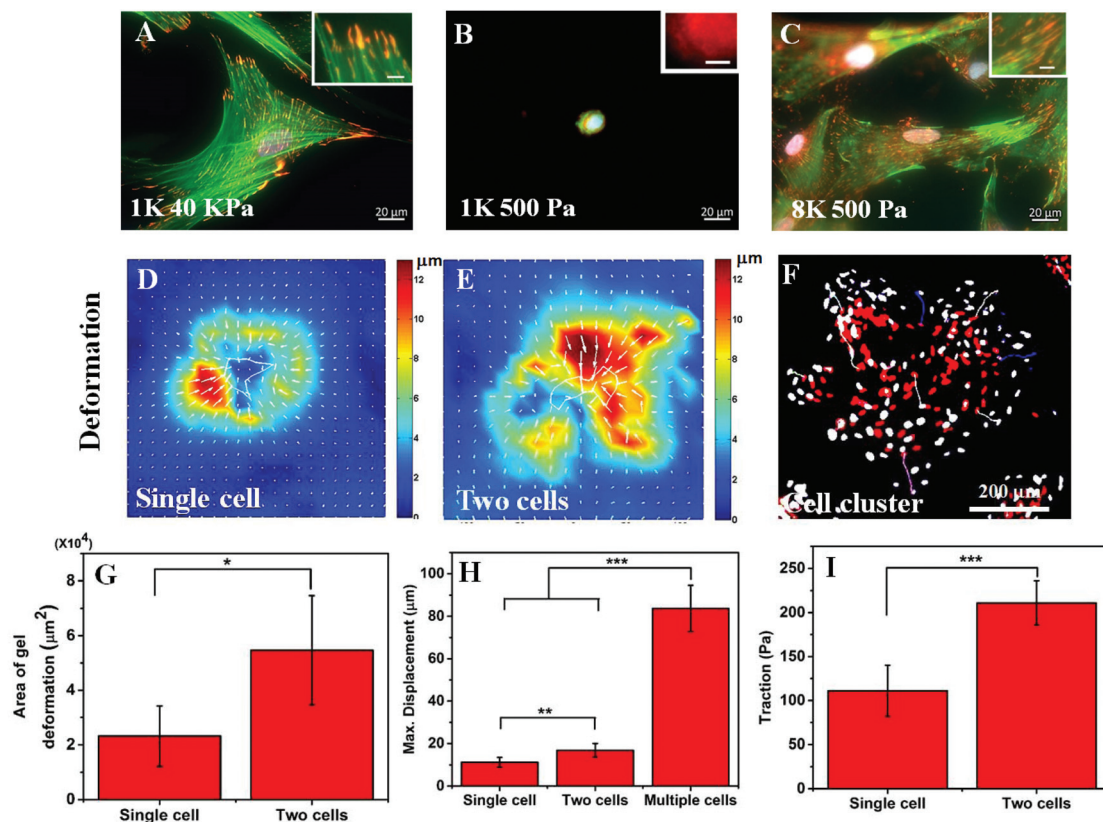 A
1K 40 KPa
20 μm
B
1K 500 Pa
20 μm
C
8K 500 Pa
20 μm
Deformation
D
μm
12
10
8
6
4
2
0
Single cell
E
μm
12
10
8
6
4
2
0
Two cells
F
Cell cluster
200 μm
G
(X10⁴)
Area of gel
deformation (μm²)
8
6
4
2
0
*
Single cell
Two cells
H
Max. Displacement (μm)
100
80
60
40
20
0
***
**
Single cell
Two cells
Multiple cells
I
Traction (Pa)
250
200
150
100
50
0
***
Single cell
Two cells